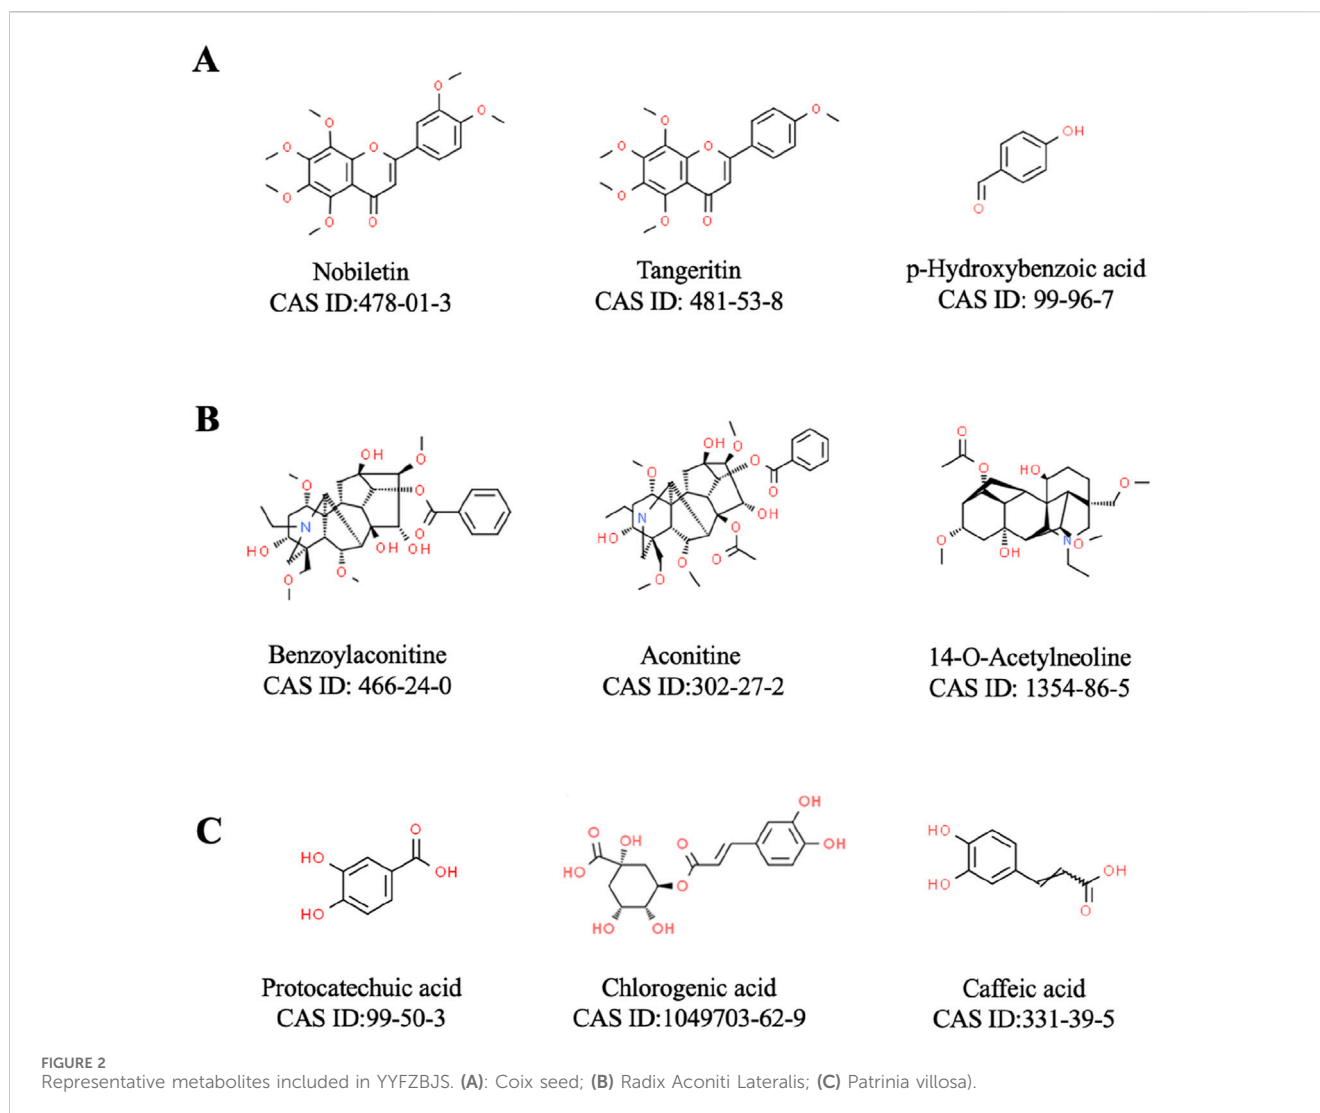 A
Nobiletin
CAS ID:478-01-3
Tangeritin
CAS ID: 481-53-8
p-Hydroxybenzoic acid
CAS ID: 99-96-7
B
Benzoylaconitine
CAS ID: 466-24-0
Aconitine
CAS ID:302-27-2
14-O-Acetylneoline
CAS ID: 1354-86-5
C
Protocatechuic acid
CAS ID:99-50-3
Chlorogenic acid
CAS ID:1049703-62-9
Caffeic acid
CAS ID:331-39-5
FIGURE 2
Representative metabolites included in YYFZBJS. (A): Coix seed; (B) Radix Aconiti Lateralis; (C) Patrinia villosa).